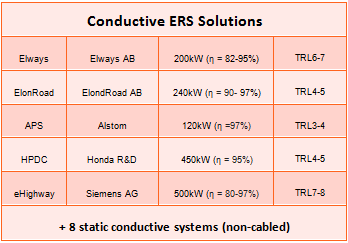 Conductive ERS Solutions
Elways Elways AB 200kW (η = 82-95%) TRL6-7
ElonRoad ElondRoad AB 240kW (η = 90- 97%) TRL4-5
APS Alstom 120kW (η =97%) TRL3-4
HPDC Honda R&D 450kW (η = 95%) TRL4-5
eHighway Siemens AG 500kW (η = 80-97%) TRL7-8
+ 8 static conductive systems (non-cabled)